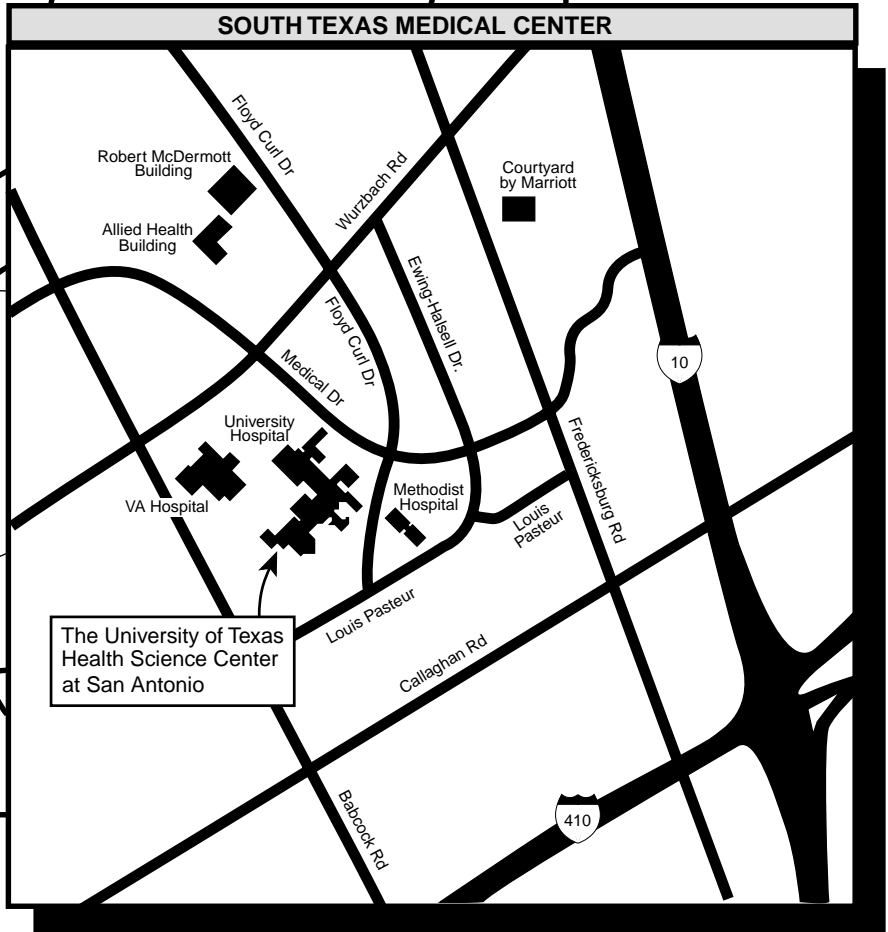 SOUTH TEXAS MEDICAL CENTER
Floyd Curl Dr
Robert McDermott
Building
Wurzbach Rd
Courtyard
by Marriott
Allied Health
Building
Ewing-Halsell Dr.
Floyd Curl Dr
Medical Dr
10
University
Hospital
Fredericksburg Rd
VA Hospital
Methodist
Hospital
Louis
Pasteur
Louis Pasteur
The University of Texas
Health Science Center
at San Antonio
Callaghan Rd
Babcock Rd
410